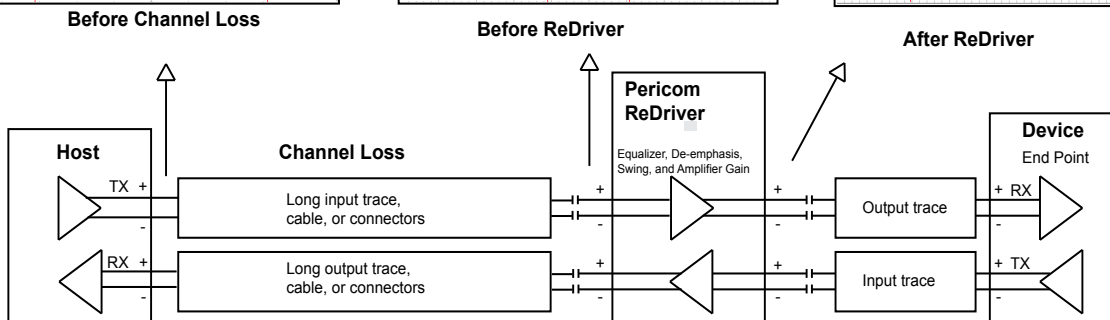 Before Channel Loss
Before ReDriver
After ReDriver
Pericom
ReDriver
Device
End Point
Host
Channel Loss
Equalizer, De-emphasis,
Swing, and Amplifier Gain
TX +
-
Long input trace,
cable, or connectors
+
-
+
-
Output trace
+ RX
-
RX +
-
Long output trace,
cable, or connectors
+
-
+
-
Input trace
+ TX
-